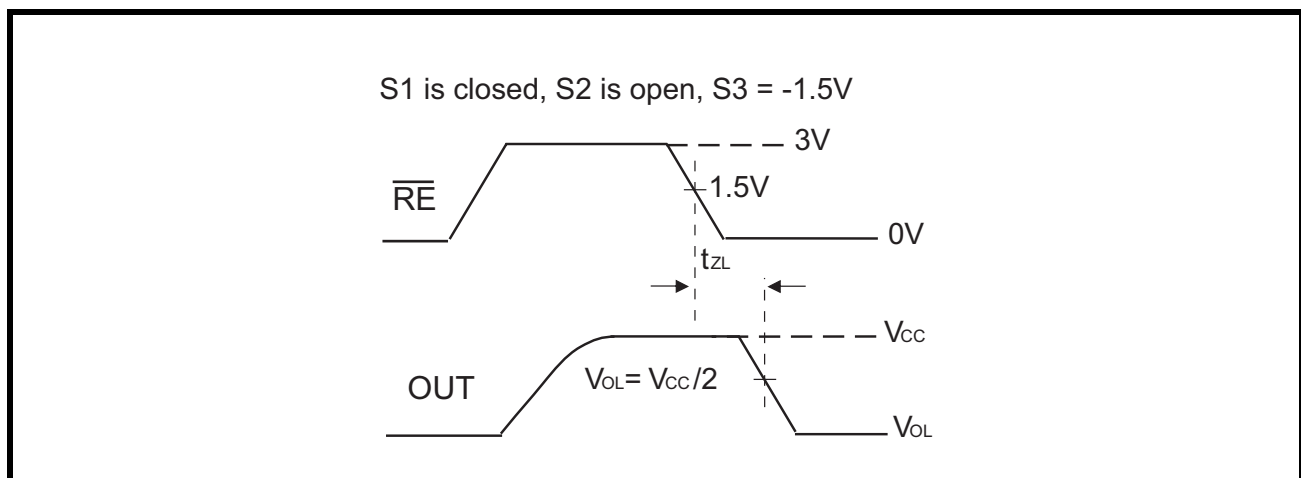 S1 is closed, S2 is open, S3 = -1.5V
3V
RE
1.5V
0V
tZL
VCC
VOL= VCC/2
OUT
VOL